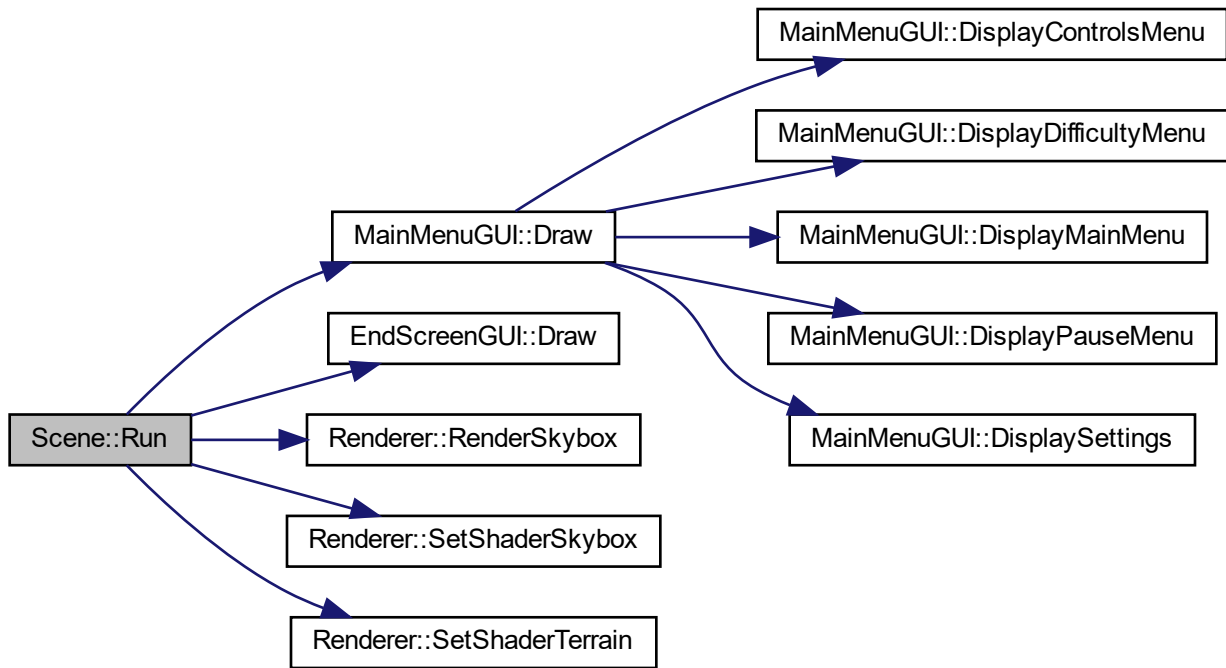 MainMenuGUI::DisplayControlsMenu
MainMenuGUI::DisplayDifficultyMenu
MainMenuGUI::Draw
MainMenuGUI::DisplayMainMenu
EndScreenGUI::Draw
MainMenuGUI::DisplayPauseMenu
Scene::Run
Renderer::RenderSkybox
MainMenuGUI::DisplaySettings
Renderer::SetShaderSkybox
Renderer::SetShaderTerrain